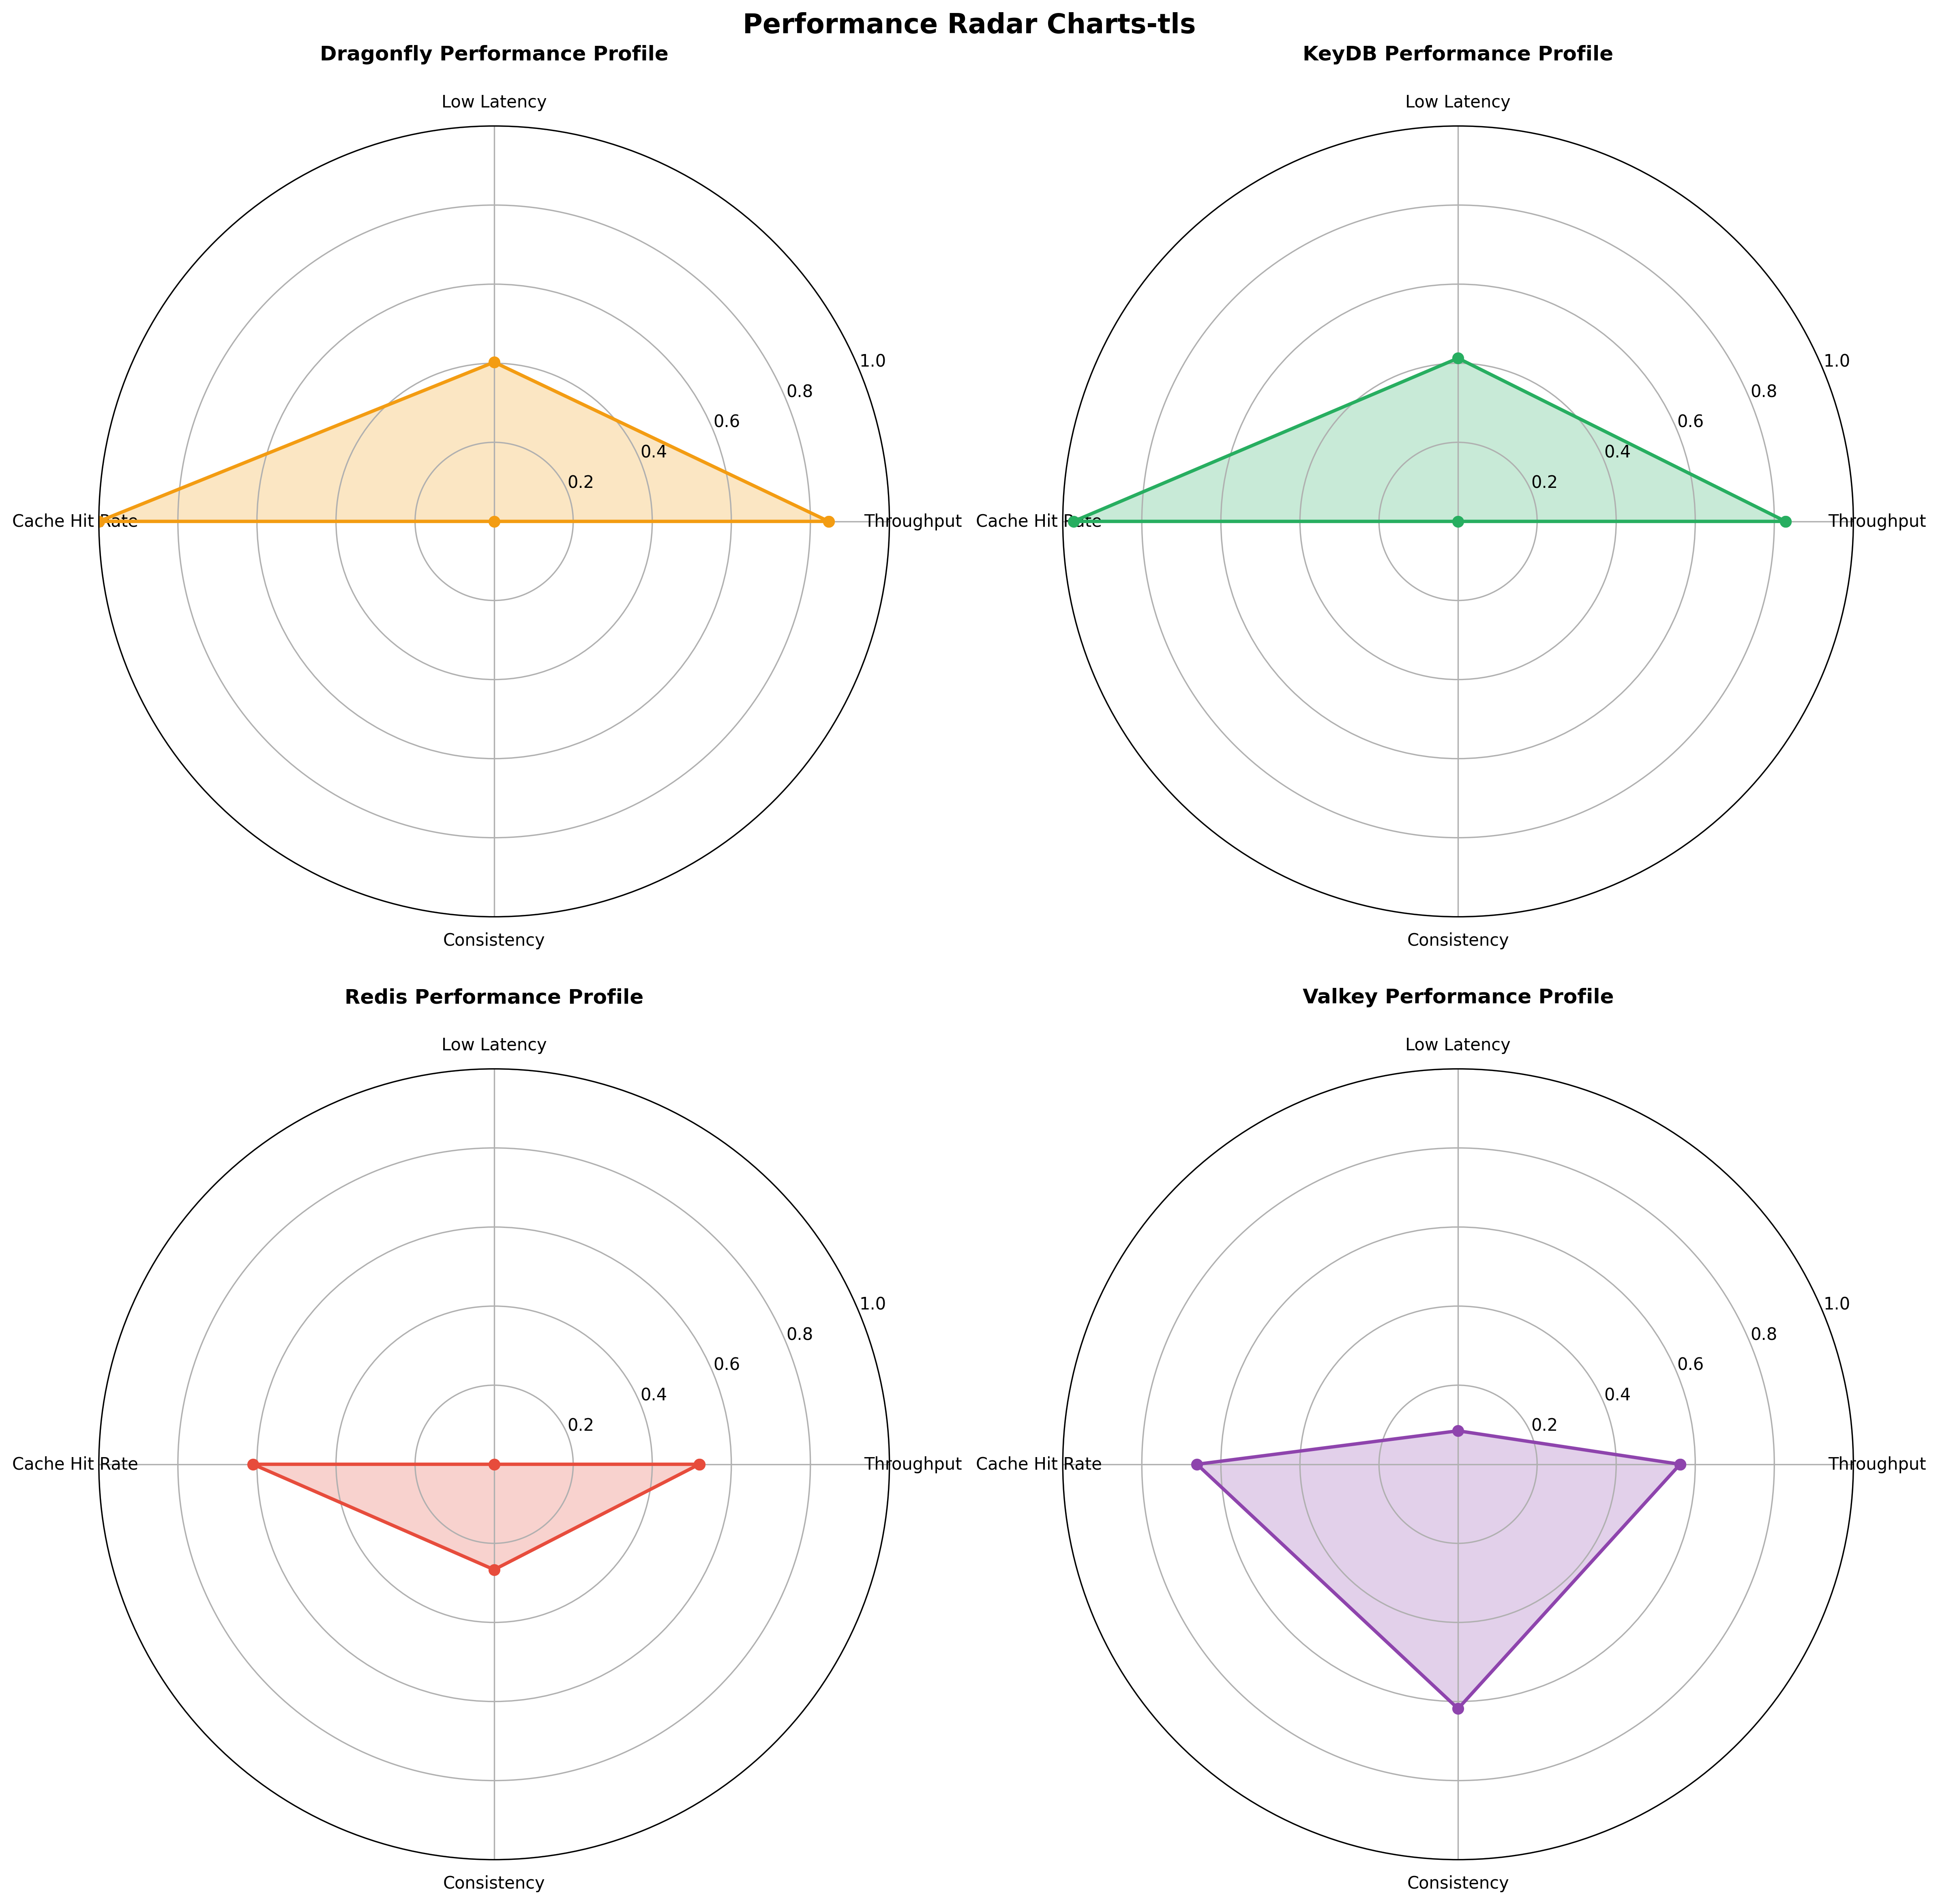 Performance Radar Charts-tls
Dragonfly Performance Profile
Low Latency
1.0
0.8
0.6
0.4
0.2
Cache Hit Rate
Throughput
Consistency
KeyDB Performance Profile
Low Latency
1.0
0.8
0.6
0.4
0.2
Cache Hit Rate
Throughput
Consistency
Redis Performance Profile
Low Latency
1.0
0.8
0.6
0.4
0.2
Cache Hit Rate
Throughput
Consistency
Valkey Performance Profile
Low Latency
1.0
0.8
0.6
0.4
0.2
Cache Hit Rate
Throughput
Consistency